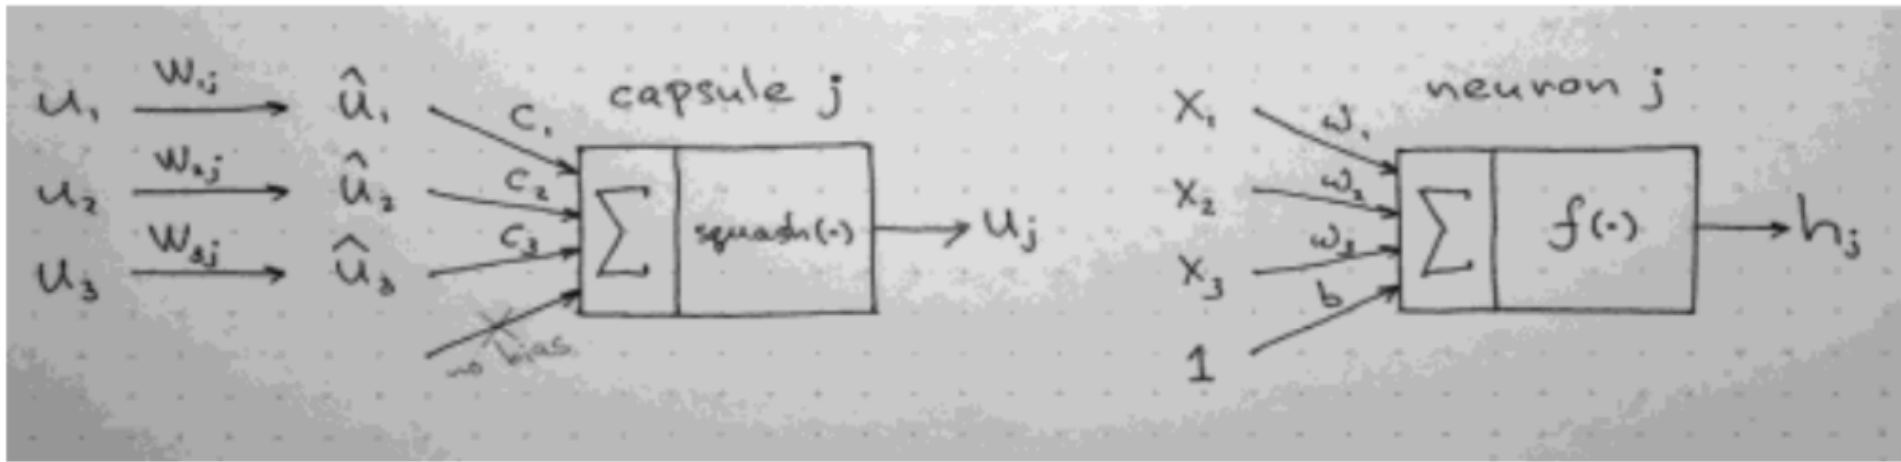 capsule j
neuron j
u₁ W₁ⱼ û₁ c₁
u₂ W₂ⱼ û₂ c₂
u₃ W₃ⱼ û₃ c₃
no bias
∑ squash(·) uⱼ
x₁ w₁
x₂ w₂
x₃ w₃
1 b
∑ f(·) hⱼ